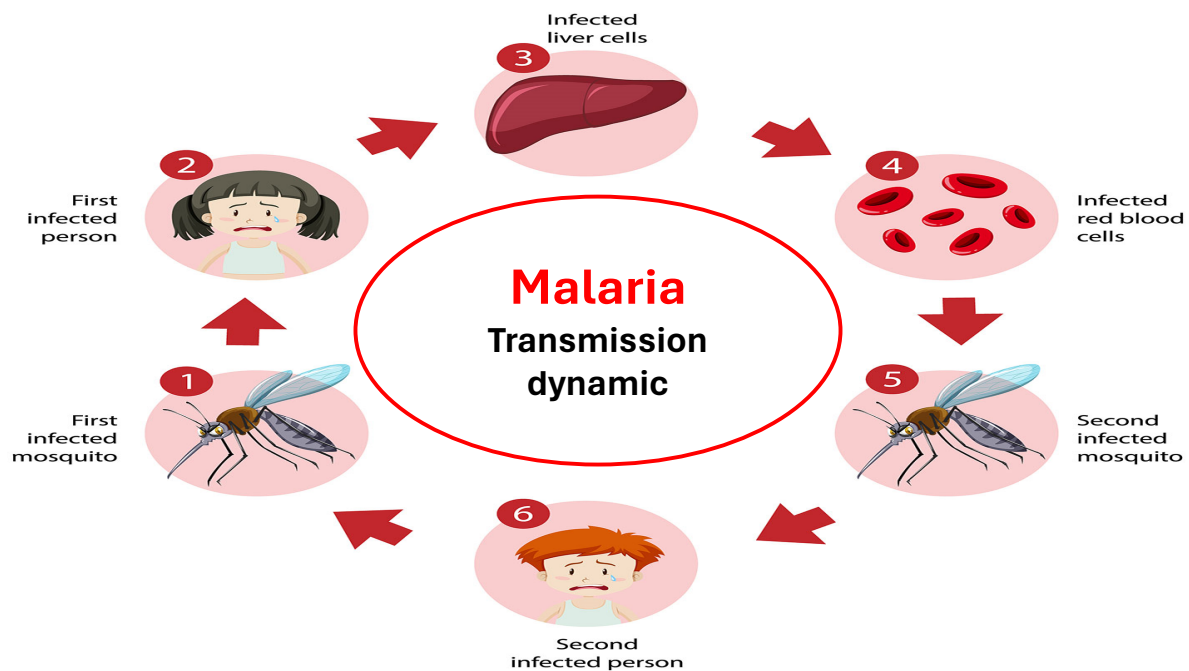 Malaria
Transmission
dynamic
1
First
infected
mosquito
2
First
infected
person
3
Infected
liver cells
4
Infected
red blood
cells
5
Second
infected
mosquito
6
Second
infected person